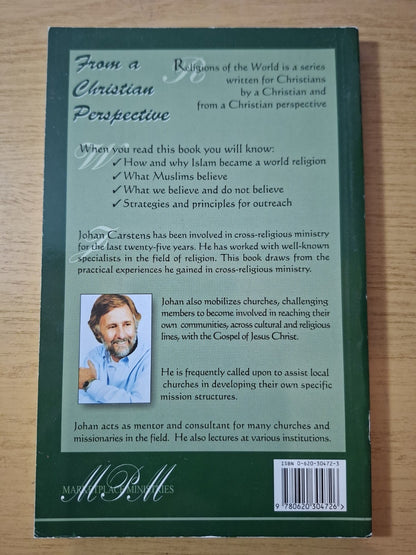 From a
Christian
Perspective
Religions of the World is a series
written for Christians
by a Christian and
from a Christian perspective
When you read this book you will know:
✓ How and why Islam became a world religion
✓ What Muslims believe
✓ What we believe and do not believe
✓ Strategies and principles for outreach
Johan Carstens has been involved in cross-religious ministry
for the last twenty-five years. He has worked with well-known
specialists in the field of religion. This book draws from the
practical experiences he gained in cross-religious ministry.
Johan also mobilizes churches, challenging
members to become involved in reaching their
own communities, across cultural and religious
lines, with the Gospel of Jesus Christ.
He is frequently called upon to assist local
churches in developing their own specific
mission structures.
Johan acts as mentor and consultant for many churches and
missionaries in the field. He also lectures at various institutions.
MPM
MARKETPLACE MINISTRIES
ISBN 0-620-30472-3
9 780620 304726 >